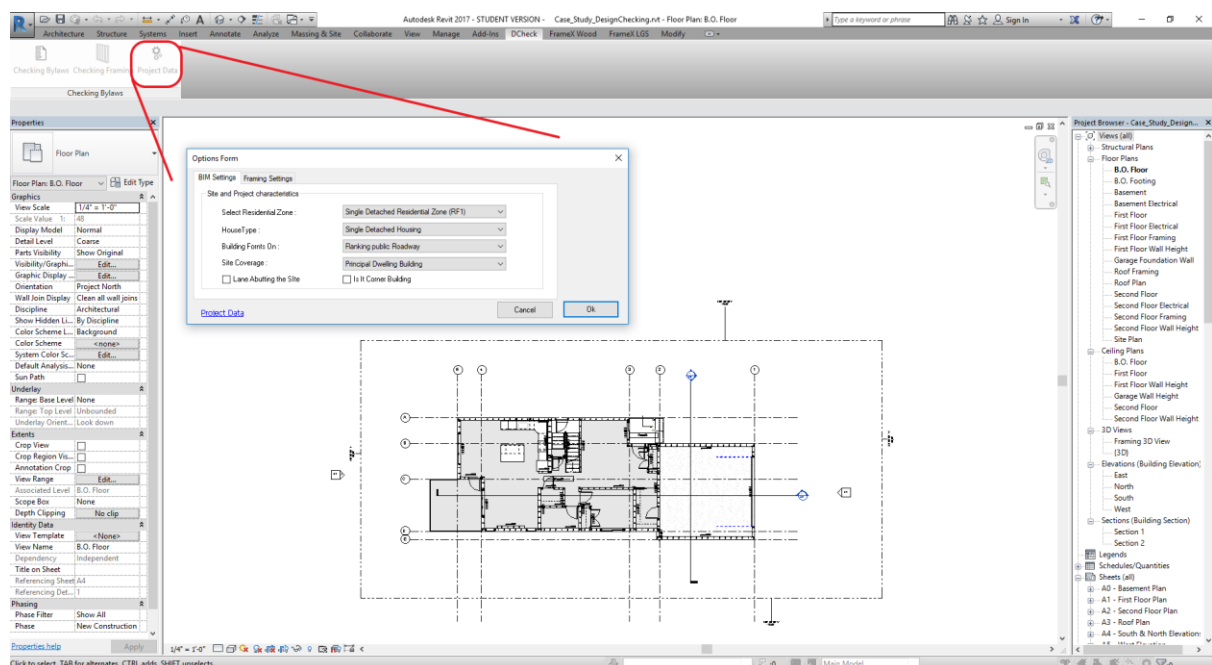 Autodesk Revit 2017 - STUDENT VERSION - Case_Study_DesignChecking.rvt - Floor Plan: B.O. Floor
Type a keyword or phrase
Sign In
Architecture Structure Systems Insert Annotate Analyze Massing & Site Collaborate View Manage Add-Ins DCheck FrameX Wood FrameX LGS Modify
Checking Bylaws Checking Framing Project Data
Checking Bylaws
Properties
Floor Plan
Floor Plan: B.O. Floor Edit Type
Graphics
View Scale 1/4" = 1'-0"
Scale Value 1: 48
Display Model Normal
Detail Level Coarse
Parts Visibility Show Original
Visibility/Graphi... Edit...
Graphic Display ... Edit...
Orientation Project North
Wall Join Display Clean all wall joins
Discipline Architectural
Show Hidden Li... By Discipline
Color Scheme L... Background
Color Scheme <none>
System Color Sc... Edit...
Default Analysis... None
Sun Path
Underlay
Range: Base Level None
Range: Top Level Unbounded
Underlay Orient... Look down
Extents
Crop View
Crop Region Vis...
Annotation Crop
View Range Edit...
Associated Level B.O. Floor
Scope Box None
Depth Clipping No clip
Identity Data
View Template <None>
View Name B.O. Floor
Dependency Independent
Title on Sheet
Referencing Sheet A4
Referencing Det... 1
Phasing
Phase Filter Show All
Phase New Construction
Properties help Apply
Options Form
BIM Settings Framing Settings
Site and Project characteristics
Select Residential Zone : Single Detached Residential Zone (RF1)
HouseType : Single Detached Housing
Building Fornts On : Flanking public Roadway
Site Coverage : Principal Dwelling Building
Lane Abutting the SIte Is It Corner Building
Project Data Cancel Ok
Project Browser - Case_Study_Design...
Views (all)
Structural Plans
Floor Plans
B.O. Floor
B.O. Footing
Basement
Basement Electrical
First Floor
First Floor Electrical
First Floor Framing
First Floor Wall Height
Garage Foundation Wall
Roof Framing
Roof Plan
Second Floor
Second Floor Electrical
Second Floor Framing
Second Floor Wall Height
Site Plan
Ceiling Plans
B.O. Floor
First Floor
First Floor Wall Height
Garage Wall Height
Second Floor
Second Floor Wall Height
3D Views
Framing 3D View
{3D}
Elevations (Building Elevation)
East
North
South
West
Sections (Building Section)
Section 1
Section 2
Legends
Schedules/Quantities
Sheets (all)
A0 - Basement Plan
A1 - First Floor Plan
A2 - Second Floor Plan
A3 - Roof Plan
A4 - South & North Elevations
1/4" = 1'-0"
Click to select, TAB for alternates, CTRL adds, SHIFT unselects.
:0 Main Model